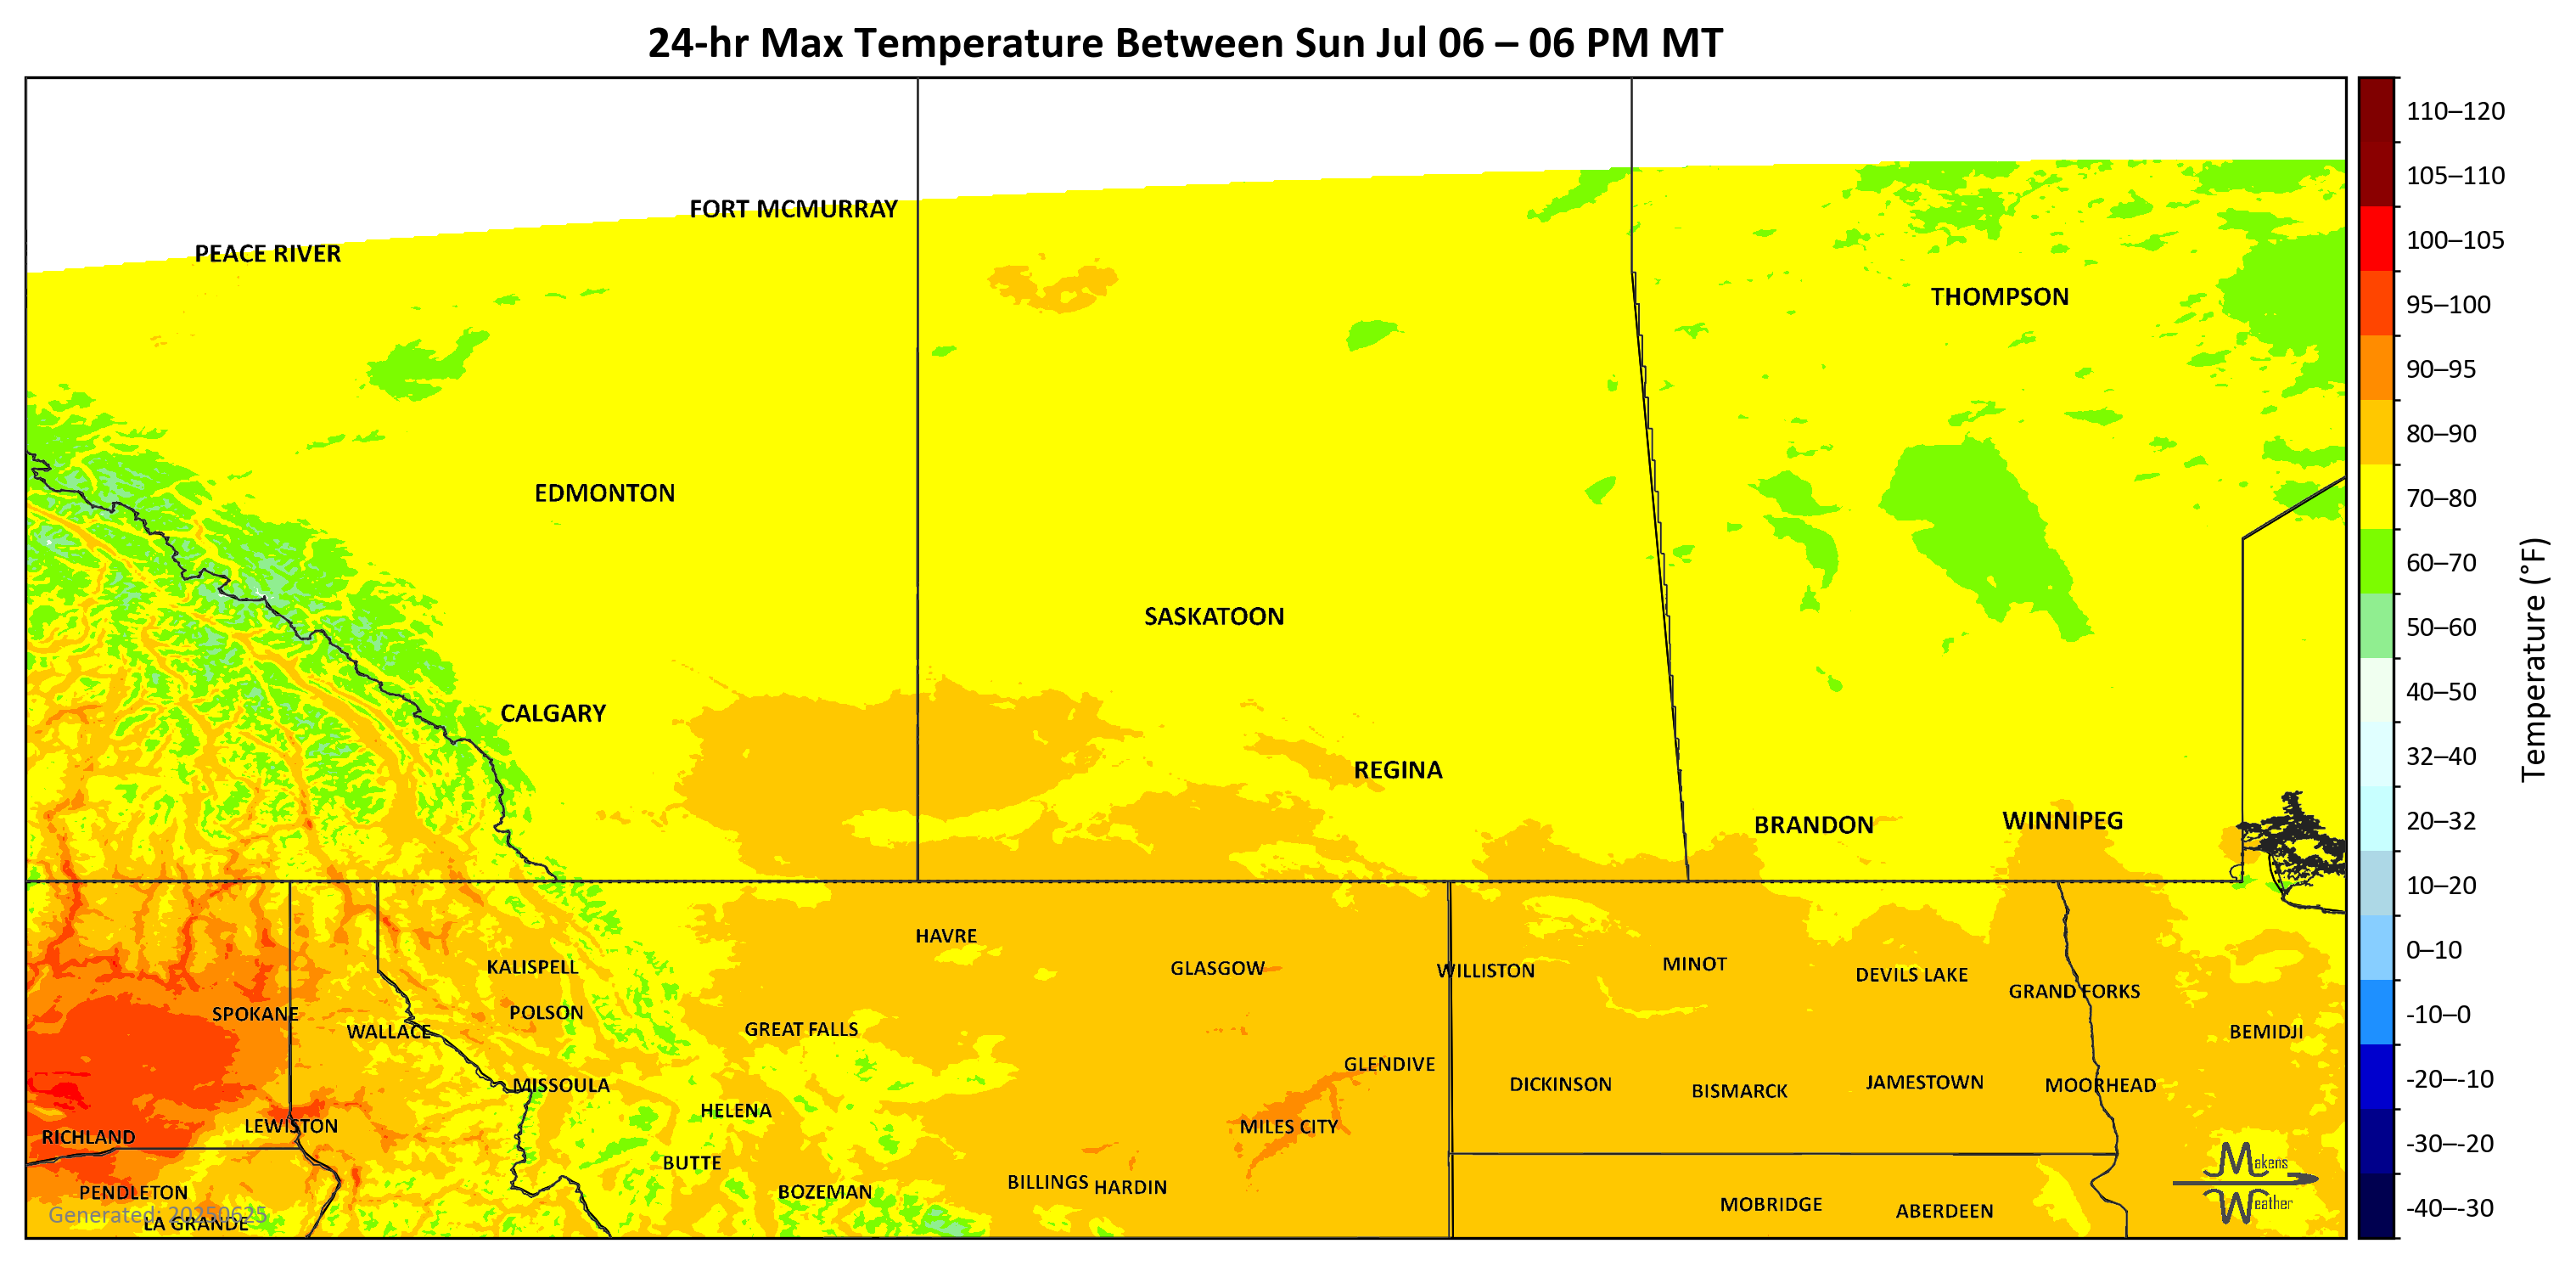 24-hr Max Temperature Between Sun Jul 06 – 06 PM MT
110–120
105–110
FORT MCMURRAY
100–105
PEACE RIVER
THOMPSON
95–100
90–95
80–90
EDMONTON
70–80
60–70
SASKATOON
50–60
Temperature (°F)
40–50
CALGARY
32–40
REGINA
BRANDON
WINNIPEG
20–32
10–20
HAVRE
0–10
KALISPELL
GLASGOW
WILLISTON
MINOT
DEVILS LAKE
GRAND FORKS
SPOKANE
POLSON
-10–0
WALLACE
GREAT FALLS
BEMIDJI
GLENDIVE
MISSOULA
DICKINSON
BISMARCK
JAMESTOWN
MOORHEAD
-20–-10
HELENA
LEWISTON
MILES CITY
RICHLAND
-30–-20
BUTTE
Makens
Weather
PENDLETON
BOZEMAN
BILLINGS
HARDIN
MOBRIDGE
ABERDEEN
-40–-30
Generated: 20250625
LA GRANDE